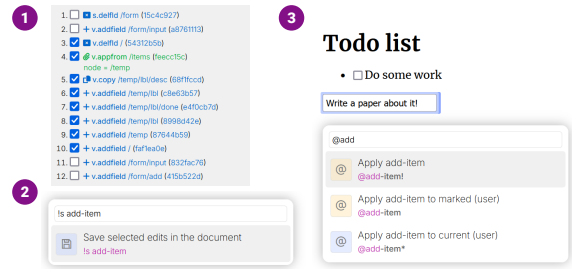 1
1. s.delfld /form (15c4c927)
2. + v.addfield /form/input (a8761113)
3. v.delfld / (54312b5b)
4. v.appfrom /items (feecc15c)
node = /temp
5. v.copy /temp/lbl/desc (68f1fccd)
6. + v.addfield /temp/lbl (c8e63b57)
7. + v.addfield /temp/lbl/done (e4f0cb7d)
8. + v.addfield /temp/lbl (8998d42e)
9. + v.addfield /temp (87644b59)
10. + v.addfield / (faf1ea0e)
11. + v.addfield /form/input (832fac76)
12. + v.addfield /form/add (415b522d)
2
!s add-item
Save selected edits in the document
!s add-item
3
Todo list
• Do some work
Write a paper about it!
@add
@ Apply add-item
@add-item!
@ Apply add-item to marked (user)
@add-item
@ Apply add-item to current (user)
@add-item*